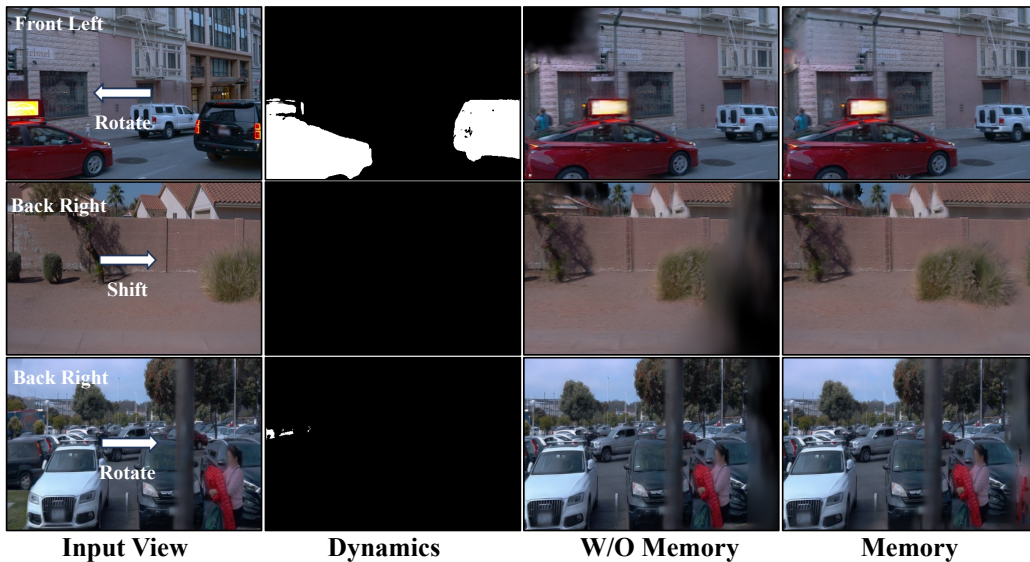 Front Left
Rotate
Back Right
Shift
Back Right
Rotate
Input View
Dynamics
W/O Memory
Memory